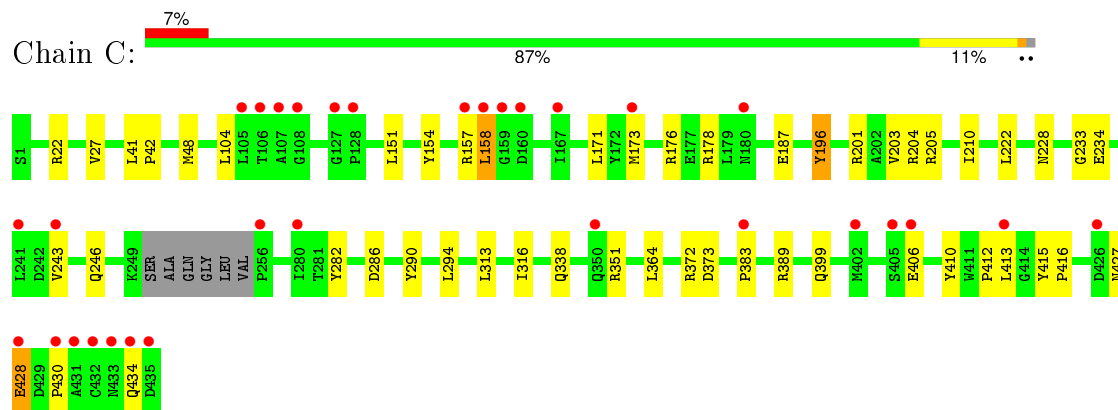 7%
Chain C:
87% 11% ••
S1 R22 V27 L41 P42 M48 L104 L105 T106 A107 G108 G127 P128 L151 Y154 R157 L158 G159 D160 I167 L171 Y172 M173 R176 E177 R178 L179 N180 E187 Y196 R201 A202 V203 R204 R205 I210 L222 N228 G233 E234
L241 D242 V243 Q246 K249 SER ALA GLN GLY LEU VAL P256 I280 T281 Y282 D286 Y290 L294 L313 I316 Q338 Q350 R351 L364 R372 D373 P383 R389 Q399 M402 S405 E406 Y410 W411 P412 L413 G414 Y415 P416 D426 N427
E428 D429 P430 A431 C432 N433 Q434 D435